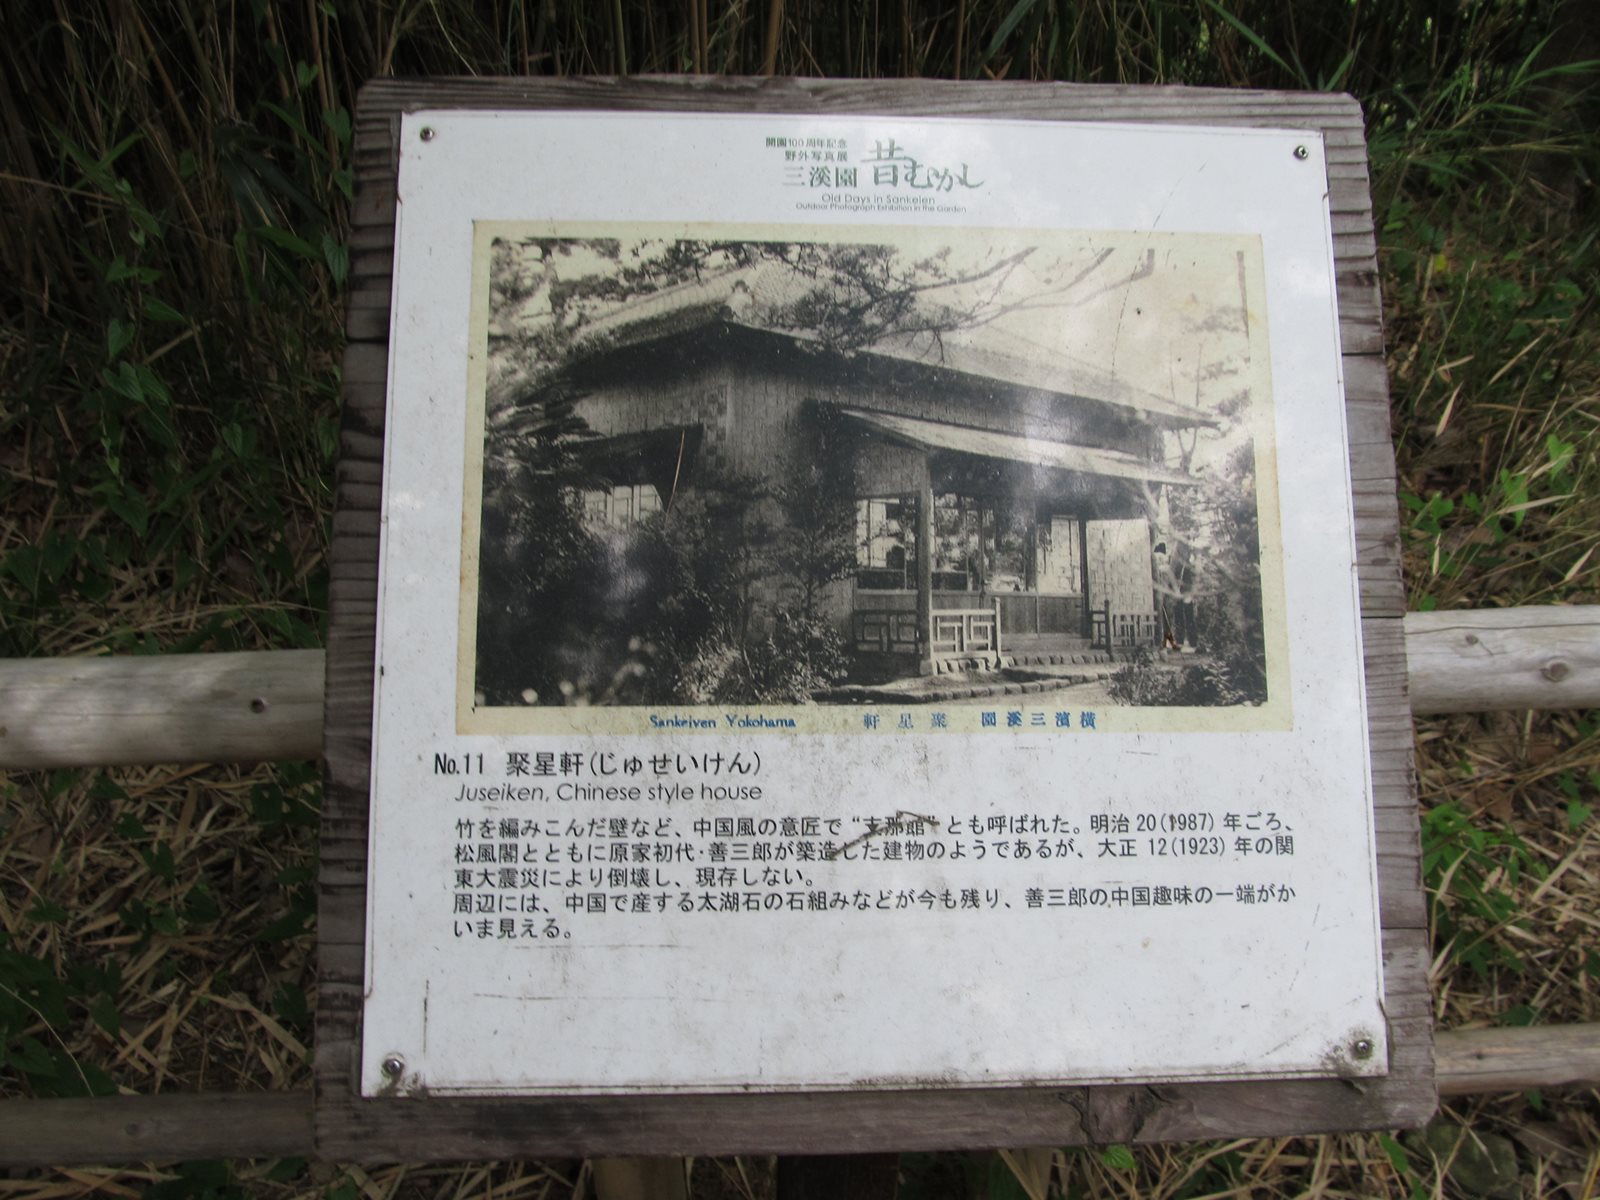 開園100周年記念
野外写真展
三溪園 昔むかし
Old Days in Sankeien
Outdoor Photograph Exhibition in the Garden
Sankeiyen Yokohama 軒星聚 園溪三濱横
No.11 聚星軒(じゅせいけん)
Juseiken, Chinese style house
竹を編みこんだ壁など、中国風の意匠で“支那館”とも呼ばれた。明治20(1987)年ごろ、
松風閣とともに原家初代・善三郎が築造した建物のようであるが、大正12(1923)年の関
東大震災により倒壊し、現存しない。
周辺には、中国で産する太湖石の石組みなどが今も残り、善三郎の中国趣味の一端がか
いま見える。